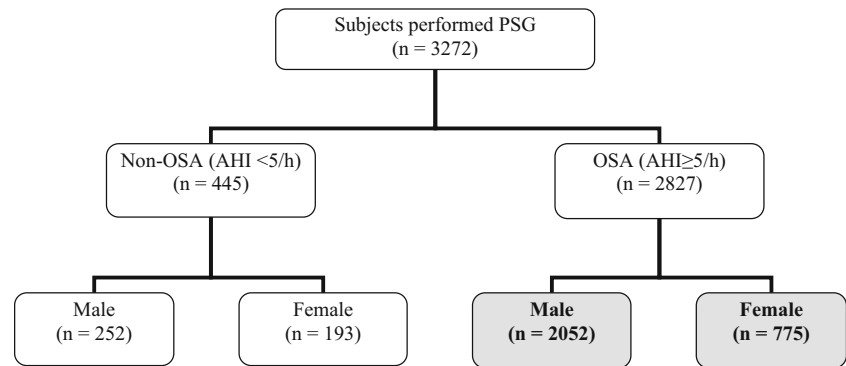 Subjects performed PSG
(n = 3272)
Non-OSA (AHI <5/h)
(n = 445)
OSA (AHI≥5/h)
(n = 2827)
Male
(n = 252)
Female
(n = 193)
Male
(n = 2052)
Female
(n = 775)